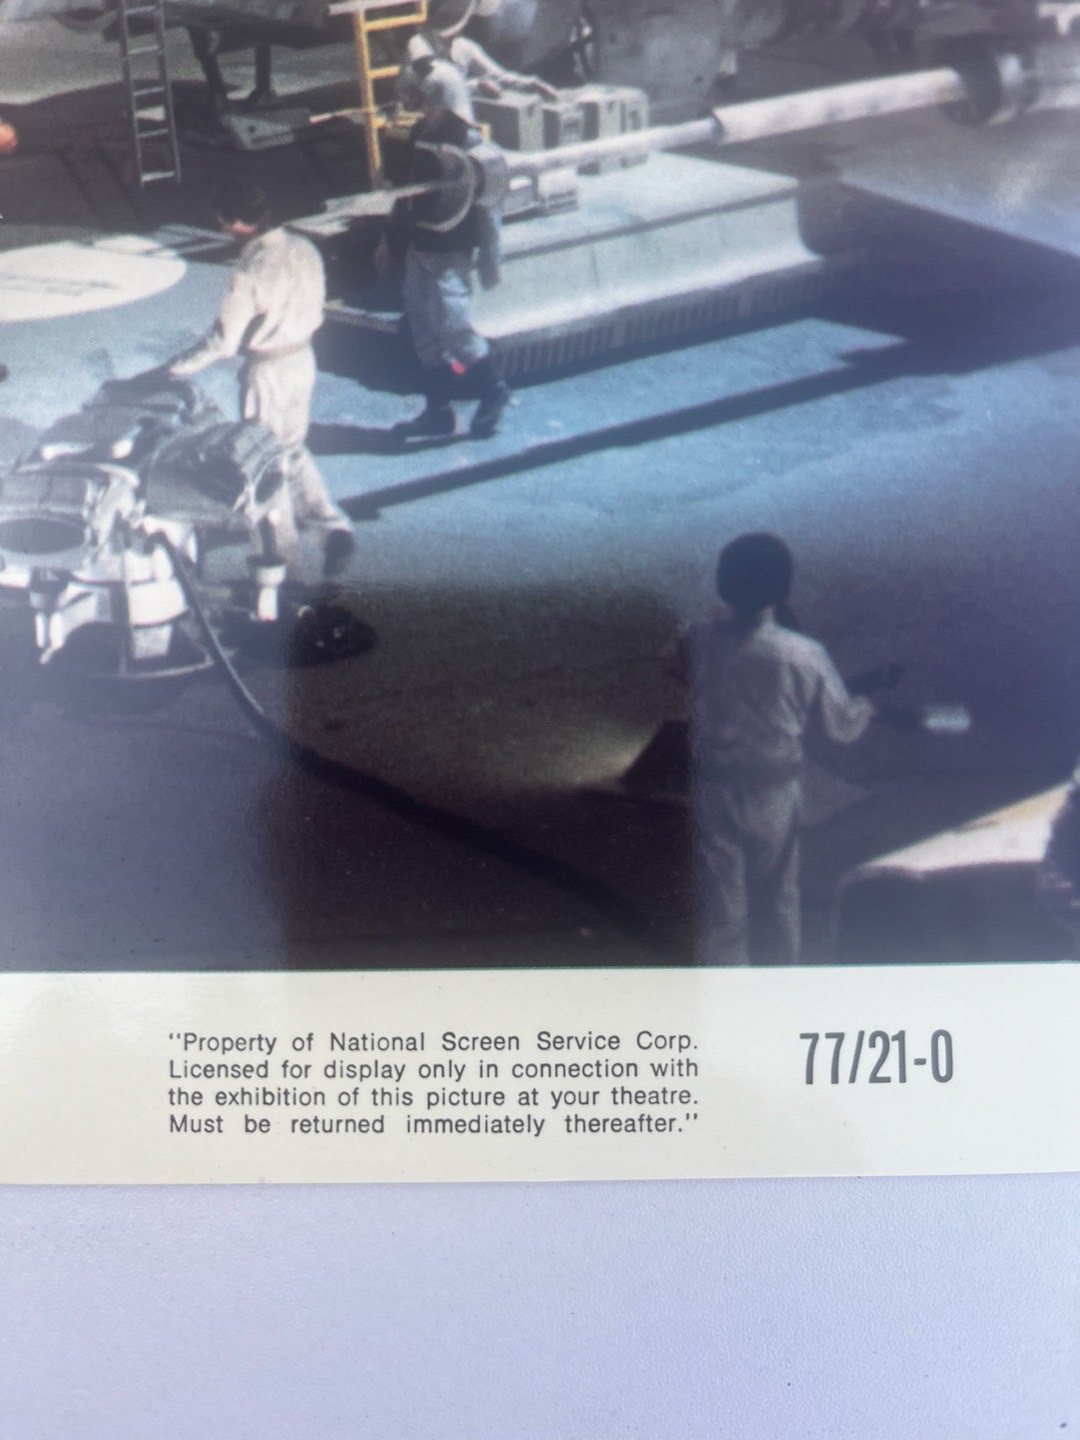 "Property of National Screen Service Corp.
Licensed for display only in connection with
the exhibition of this picture at your theatre.
Must be returned immediately thereafter."
77/21-0